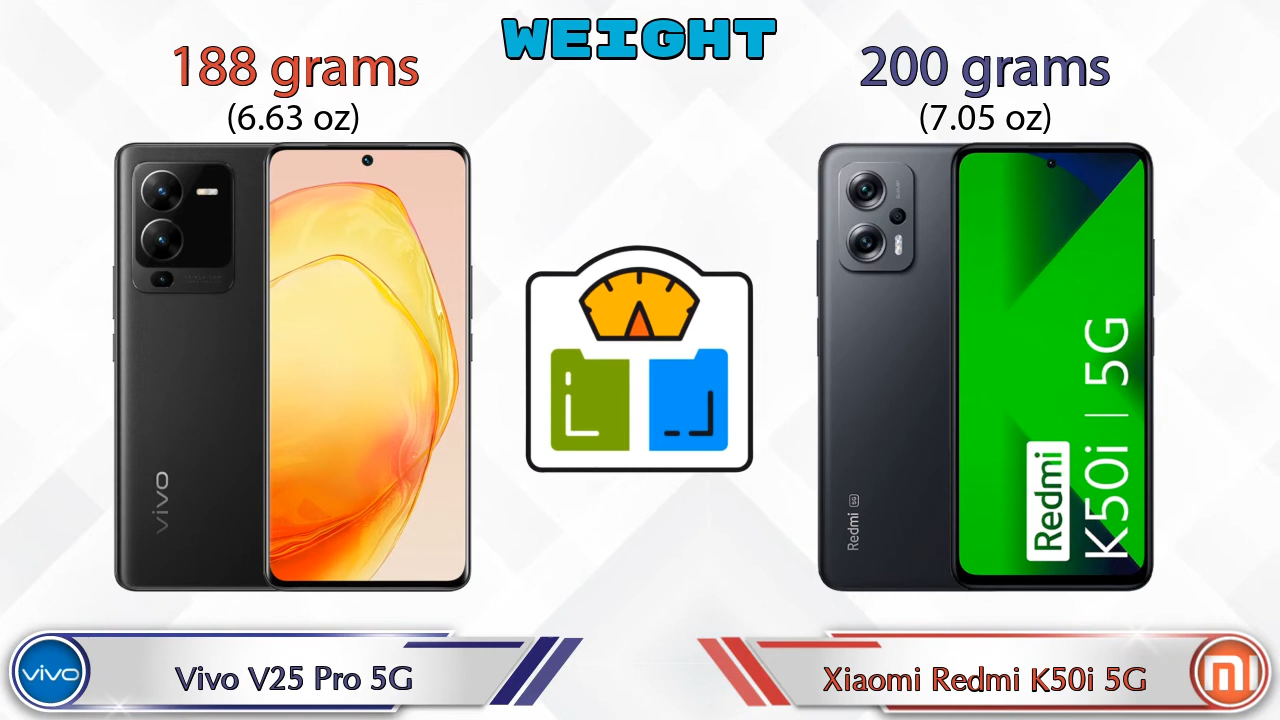 WEIGHT
188 grams
(6.63 oz)
200 grams
(7.05 oz)
vivo
Redmi 5G
Redmi
K50i | 5G
vivo
Vivo V25 Pro 5G
Xiaomi Redmi K50i 5G